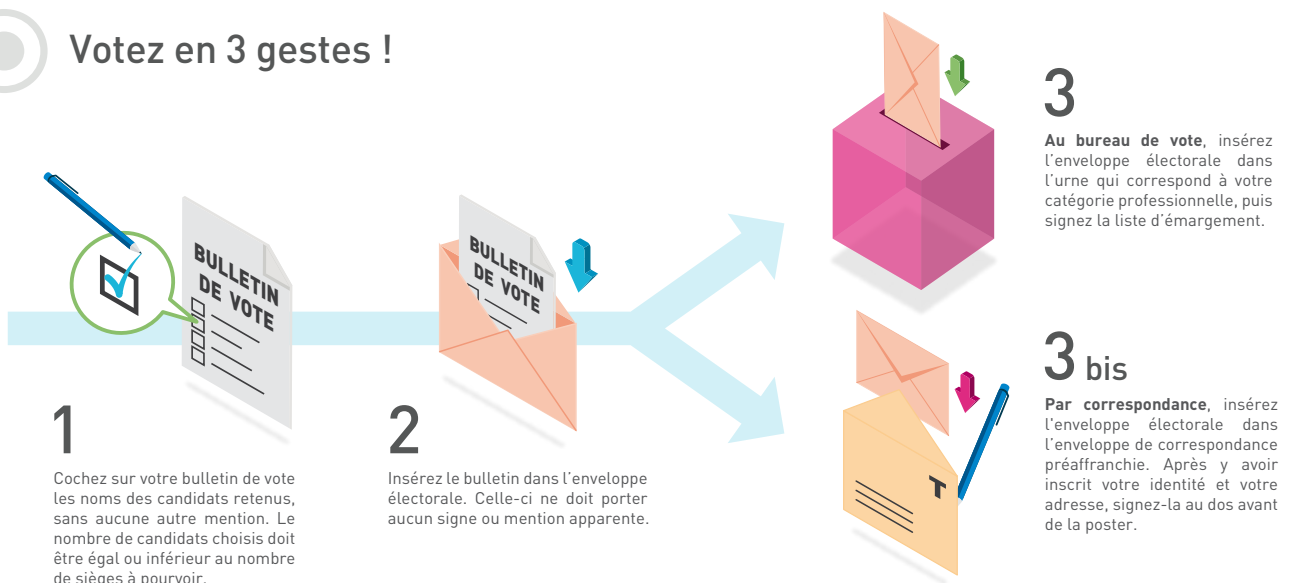 Votez en 3 gestes !
BULLETIN
DE VOTE
1
Cochez sur votre bulletin de vote
les noms des candidats retenus,
sans aucune autre mention. Le
nombre de candidats choisis doit
être égal ou inférieur au nombre
de sièges à pourvoir.
BULLETIN
DE VOTE
2
Insérez le bulletin dans l'enveloppe
électorale. Celle-ci ne doit porter
aucun signe ou mention apparente.
3
Au bureau de vote, insérez
l'enveloppe électorale dans
l'urne qui correspond à votre
catégorie professionnelle, puis
signez la liste d'émargement.
T
3 bis
Par correspondance, insérez
l'enveloppe électorale dans
l'enveloppe de correspondance
préaffranchie. Après y avoir
inscrit votre identité et votre
adresse, signez-la au dos avant
de la poster.